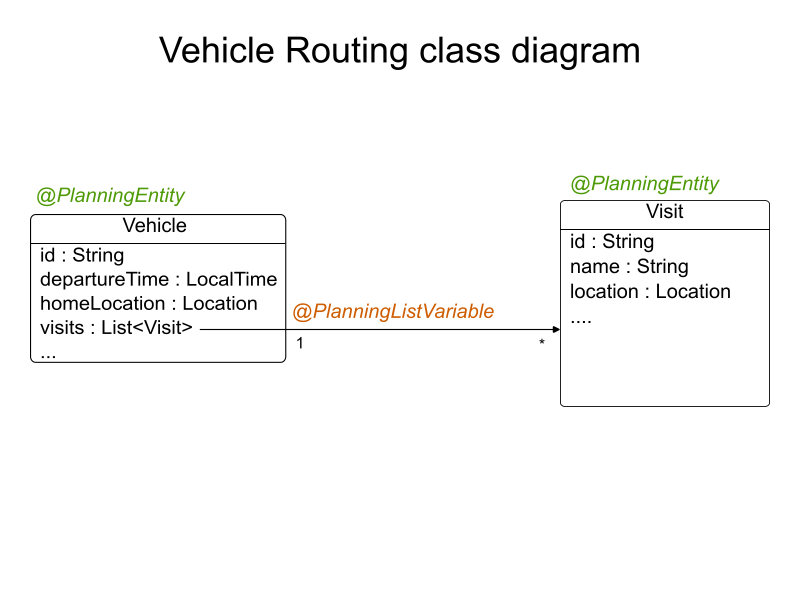 Vehicle Routing class diagram
@PlanningEntity
Vehicle
id : String
departureTime : LocalTime
homeLocation : Location
visits : List<Visit>
...
@PlanningListVariable
1
*
@PlanningEntity
Visit
id : String
name : String
location : Location
....